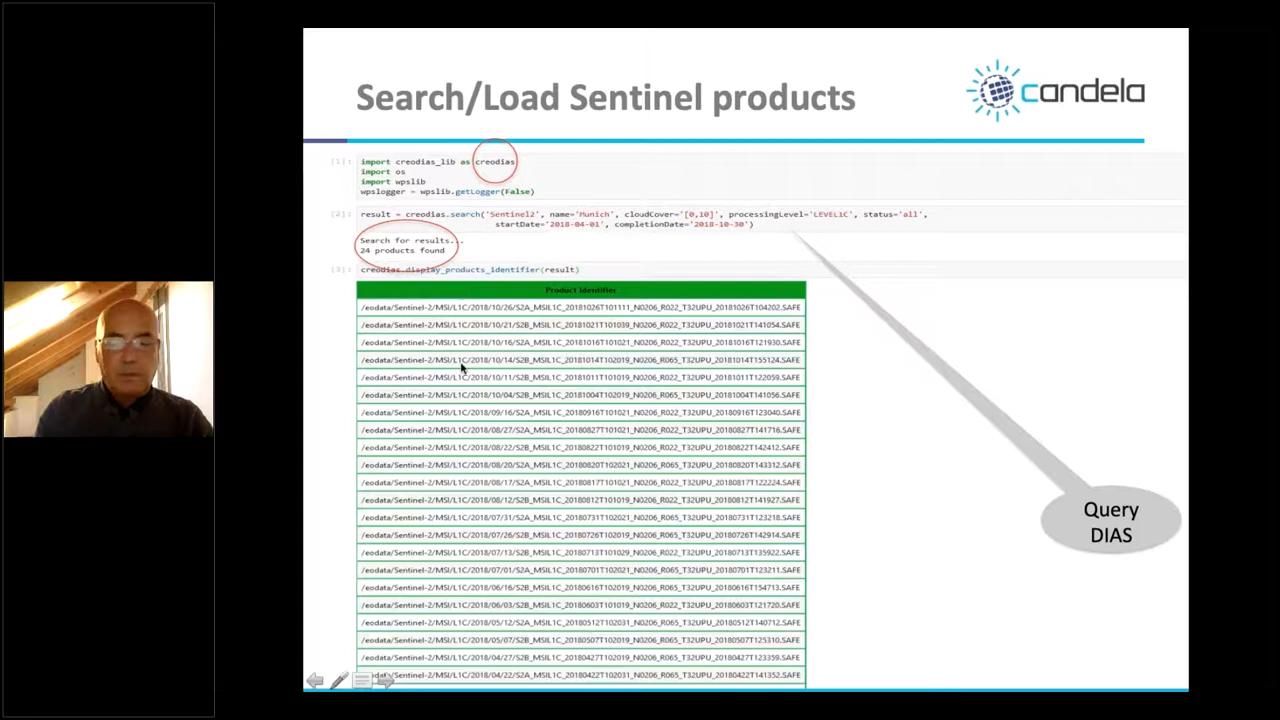 Search/Load Sentinel products
candela
[1]: import creodias_lib as creodias
import os
import wpslib
wpslogger = wpslib.getLogger(False)
[2]: result = creodias.search('Sentinel2', name='Munich', cloudCover='[0,10]', processingLevel='LEVEL1C', status='all',
startDate='2018-04-01', completionDate='2018-10-30')
Search for results...
24 products found
[3]: creodias.display_products_identifier(result)
Product Identifier
/eodata/Sentinel-2/MSI/L1C/2018/10/26/S2A_MSIL1C_20181026T101111_N0206_R022_T32UPU_20181026T104202.SAFE
/eodata/Sentinel-2/MSI/L1C/2018/10/21/S2B_MSIL1C_20181021T101039_N0206_R022_T32UPU_20181021T141054.SAFE
/eodata/Sentinel-2/MSI/L1C/2018/10/16/S2A_MSIL1C_20181016T101021_N0206_R022_T32UPU_20181016T121930.SAFE
/eodata/Sentinel-2/MSI/L1C/2018/10/14/S2B_MSIL1C_20181014T102019_N0206_R065_T32UPU_20181014T155124.SAFE
/eodata/Sentinel-2/MSI/L1C/2018/10/11/S2B_MSIL1C_20181011T101019_N0206_R022_T32UPU_20181011T122059.SAFE
/eodata/Sentinel-2/MSI/L1C/2018/10/04/S2B_MSIL1C_20181004T102019_N0206_R065_T32UPU_20181004T141056.SAFE
/eodata/Sentinel-2/MSI/L1C/2018/09/16/S2A_MSIL1C_20180916T101021_N0206_R022_T32UPU_20180916T123040.SAFE
/eodata/Sentinel-2/MSI/L1C/2018/08/27/S2A_MSIL1C_20180827T101021_N0206_R022_T32UPU_20180827T141716.SAFE
/eodata/Sentinel-2/MSI/L1C/2018/08/22/S2B_MSIL1C_20180822T101019_N0206_R022_T32UPU_20180822T142412.SAFE
/eodata/Sentinel-2/MSI/L1C/2018/08/20/S2A_MSIL1C_20180820T102021_N0206_R065_T32UPU_20180820T143312.SAFE
/eodata/Sentinel-2/MSI/L1C/2018/08/17/S2A_MSIL1C_20180817T101021_N0206_R022_T32UPU_20180817T122224.SAFE
/eodata/Sentinel-2/MSI/L1C/2018/08/12/S2B_MSIL1C_20180812T101019_N0206_R022_T32UPU_20180812T141927.SAFE
/eodata/Sentinel-2/MSI/L1C/2018/07/31/S2A_MSIL1C_20180731T102021_N0206_R065_T32UPU_20180731T123218.SAFE
/eodata/Sentinel-2/MSI/L1C/2018/07/26/S2B_MSIL1C_20180726T102019_N0206_R065_T32UPU_20180726T142914.SAFE
/eodata/Sentinel-2/MSI/L1C/2018/07/13/S2B_MSIL1C_20180713T101029_N0206_R022_T32UPU_20180713T135922.SAFE
/eodata/Sentinel-2/MSI/L1C/2018/07/01/S2A_MSIL1C_20180701T102021_N0206_R065_T32UPU_20180701T123211.SAFE
/eodata/Sentinel-2/MSI/L1C/2018/06/16/S2B_MSIL1C_20180616T102019_N0206_R065_T32UPU_20180616T154713.SAFE
/eodata/Sentinel-2/MSI/L1C/2018/06/03/S2B_MSIL1C_20180603T101019_N0206_R022_T32UPU_20180603T121720.SAFE
/eodata/Sentinel-2/MSI/L1C/2018/05/12/S2A_MSIL1C_20180512T102031_N0206_R065_T32UPU_20180512T140712.SAFE
/eodata/Sentinel-2/MSI/L1C/2018/05/07/S2B_MSIL1C_20180507T102019_N0206_R065_T32UPU_20180507T125310.SAFE
/eodata/Sentinel-2/MSI/L1C/2018/04/27/S2B_MSIL1C_20180427T102019_N0206_R065_T32UPU_20180427T123359.SAFE
/eodata/Sentinel-2/MSI/L1C/2018/04/22/S2A_MSIL1C_20180422T102031_N0206_R065_T32UPU_20180422T141352.SAFE
Query
DIAS